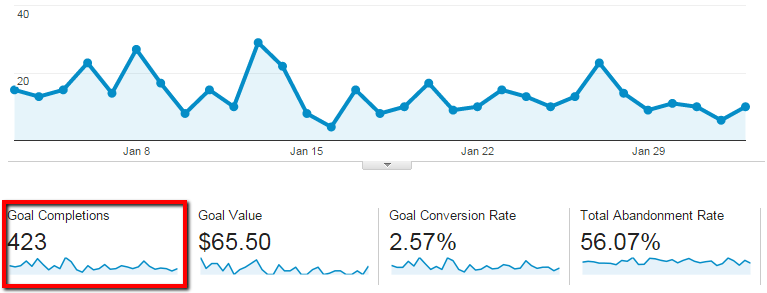 40
20
Jan 8 Jan 15 Jan 22 Jan 29
Goal Completions Goal Value Goal Conversion Rate Total Abandonment Rate
423 $65.50 2.57% 56.07%